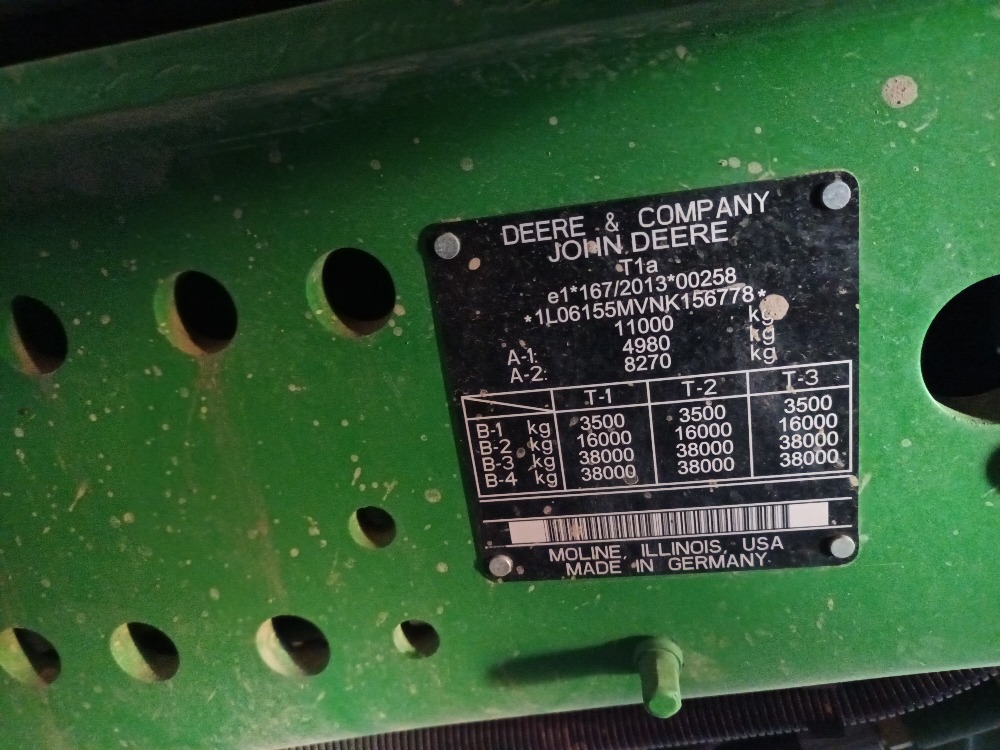 DEERE & COMPANY
JOHN DEERE
T1a
e1*167/2013*00258
*1L06155MVNK156778*
11000 kg
A-1: 4980 kg
A-2: 8270 kg
T-1 T-2 T-3
B-1 kg 3500 3500 3500
B-2 kg 16000 16000 16000
B-3 kg 38000 38000 38000
B-4 kg 38000 38000 38000
MOLINE, ILLINOIS, USA
MADE IN GERMANY